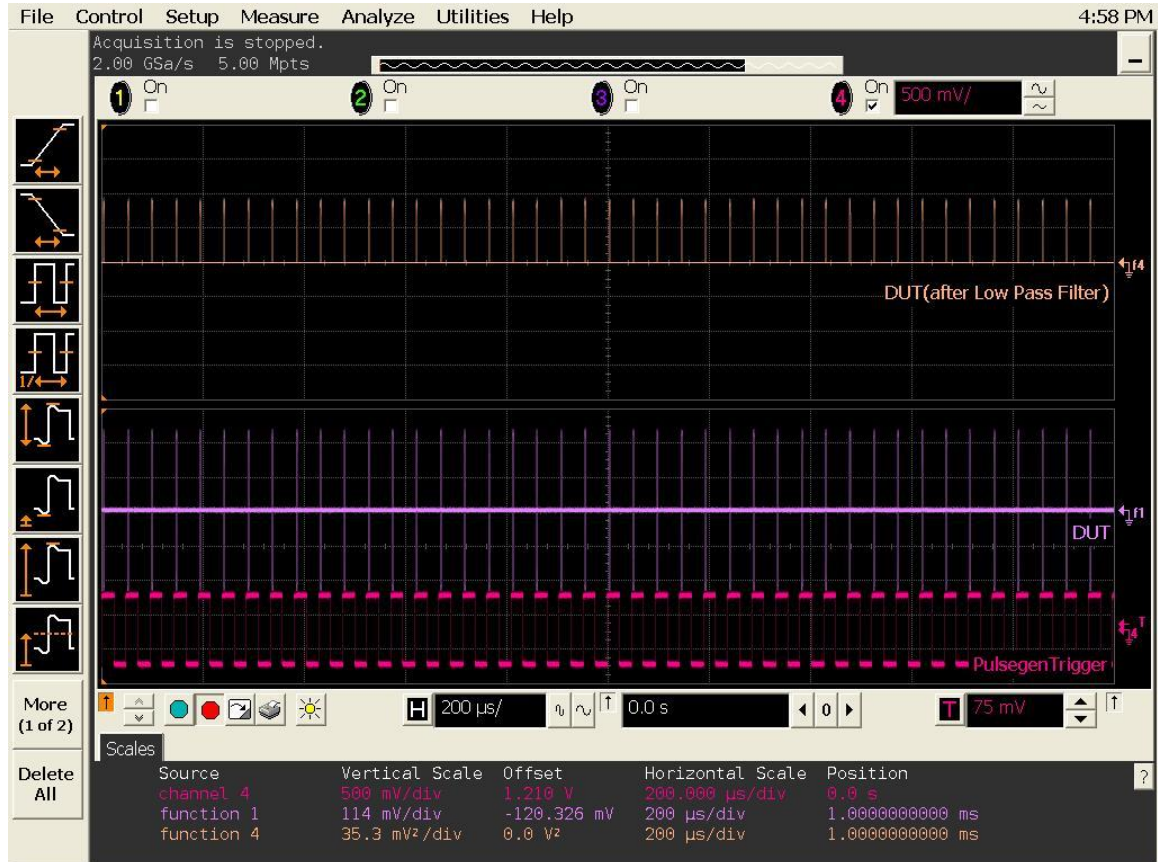 File Control Setup Measure Analyze Utilities Help 4:58 PM
Acquisition is stopped.
2.00 GSa/s 5.00 Mpts
1 On 2 On 3 On 4 On 500 mV/
f4
DUT(after Low Pass Filter)
f1
DUT
T
4
PulsegenTrigger
1/
More
(1 of 2)
Delete
All
H 200 µs/ 0.0 s 0 T 75 mV
Scales
Source Vertical Scale Offset Horizontal Scale Position
channel 4 500 mV/div 1.210 V 200.000 µs/div 0.0 s
function 1 114 mV/div -120.326 mV 200 µs/div 1.0000000000 ms
function 4 35.3 mV²/div 0.0 V² 200 µs/div 1.0000000000 ms
?